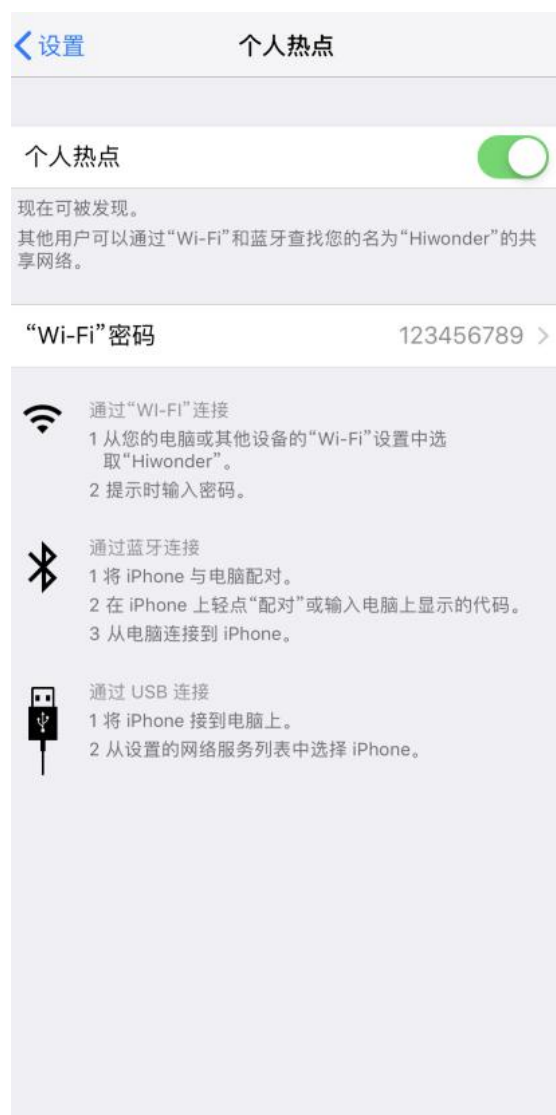 设置 个人热点
个人热点
现在可被发现。
其他用户可以通过“Wi-Fi”和蓝牙查找您的名为“Hiwonder”的共
享网络。
“Wi-Fi”密码 123456789
通过“WI-FI”连接
1 从您的电脑或其他设备的“Wi-Fi”设置中选
取“Hiwonder”。
2 提示时输入密码。
通过蓝牙连接
1 将 iPhone 与电脑配对。
2 在 iPhone 上轻点“配对”或输入电脑上显示的代码。
3 从电脑连接到 iPhone。
通过 USB 连接
1 将 iPhone 接到电脑上。
2 从设置的网络服务列表中选择 iPhone。